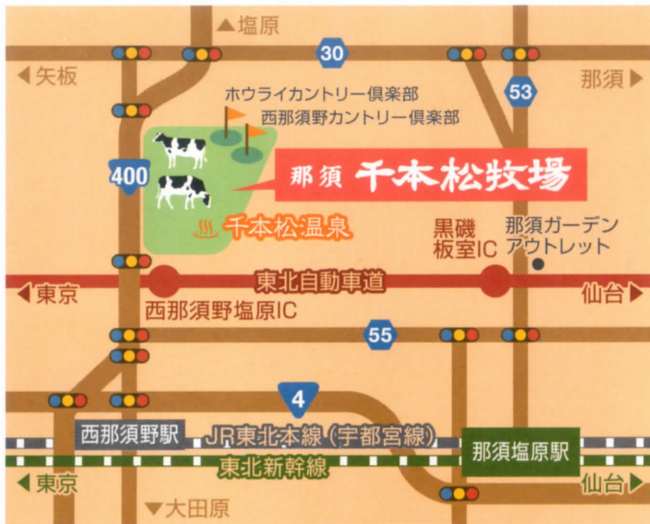 ▲塩原
30
◀矢板
那須▶
53
ホウライカントリー倶楽部
西那須野カントリー倶楽部
400
那須 千本松牧場
千本松温泉
黒磯
板室IC
那須ガーデン
アウトレット
東北自動車道
◀東京
仙台▶
西那須野塩原IC
55
4
西那須野駅
JR東北本線(宇都宮線)
那須塩原駅
東北新幹線
◀東京
仙台▶
▼大田原